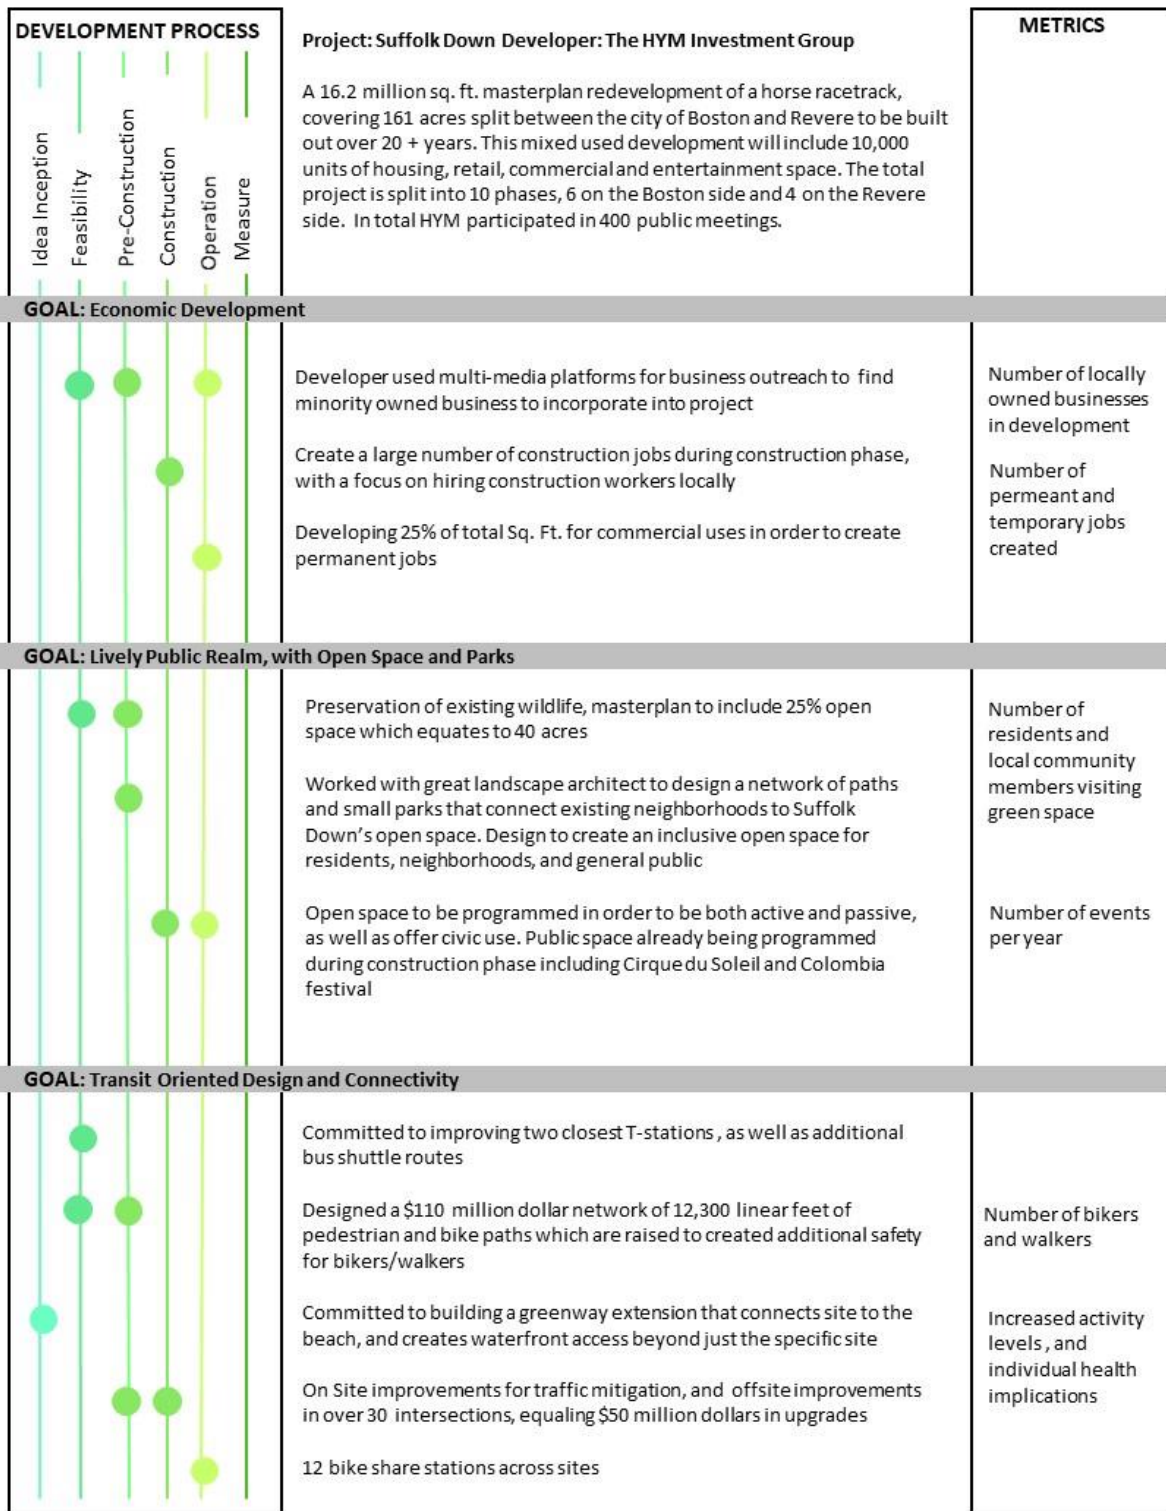 DEVELOPMENT PROCESS
Idea Inception
Feasibility
Pre-Construction
Construction
Operation
Measure
Project: Suffolk Down Developer: The HYM Investment Group
A 16.2 million sq. ft. masterplan redevelopment of a horse racetrack,
covering 161 acres split between the city of Boston and Revere to be built
out over 20 + years. This mixed used development will include 10,000
units of housing, retail, commercial and entertainment space. The total
project is split into 10 phases, 6 on the Boston side and 4 on the Revere
side. In total HYM participated in 400 public meetings.
METRICS
GOAL: Economic Development
Developer used multi-media platforms for business outreach to find
minority owned business to incorporate into project
Create a large number of construction jobs during construction phase,
with a focus on hiring construction workers locally
Developing 25% of total Sq. Ft. for commercial uses in order to create
permanent jobs
Number of locally
owned businesses
in development
Number of
permeant and
temporary jobs
created
GOAL: Lively Public Realm, with Open Space and Parks
Preservation of existing wildlife, masterplan to include 25% open
space which equates to 40 acres
Worked with great landscape architect to design a network of paths
and small parks that connect existing neighborhoods to Suffolk
Down's open space. Design to create an inclusive open space for
residents, neighborhoods, and general public
Open space to be programmed in order to be both active and passive,
as well as offer civic use. Public space already being programmed
during construction phase including Cirque du Soleil and Colombia
festival
Number of
residents and
local community
members visiting
green space
Number of events
per year
GOAL: Transit Oriented Design and Connectivity
Committed to improving two closest T-stations , as well as additional
bus shuttle routes
Designed a $110 million dollar network of 12,300 linear feet of
pedestrian and bike paths which are raised to created additional safety
for bikers/walkers
Committed to building a greenway extension that connects site to the
beach, and creates waterfront access beyond just the specific site
On Site improvements for traffic mitigation, and offsite improvements
in over 30 intersections, equaling $50 million dollars in upgrades
12 bike share stations across sites
Number of bikers
and walkers
Increased activity
levels , and
individual health
implications